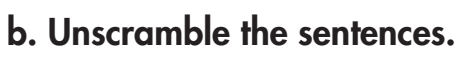 b. Unscramble the sentences.